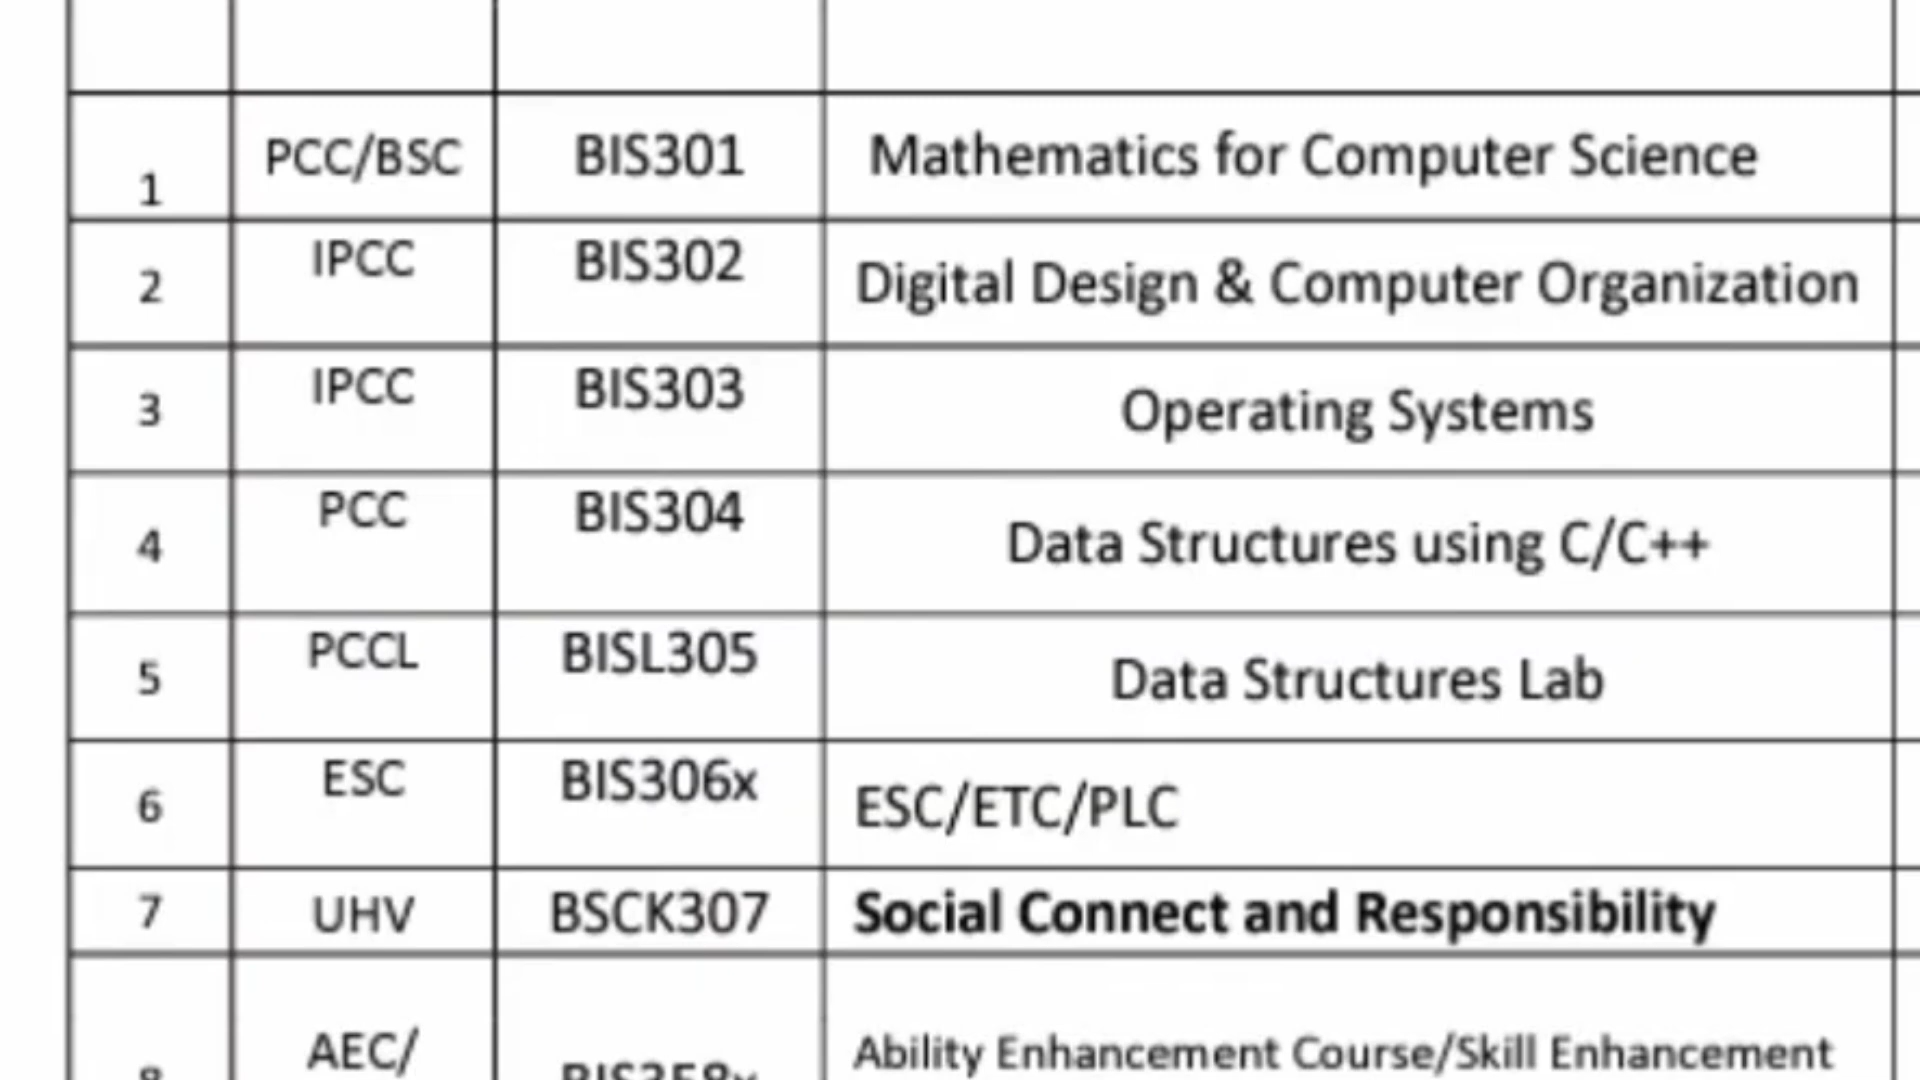 1 PCC/BSC BIS301 Mathematics for Computer Science
2 IPCC BIS302 Digital Design & Computer Organization
3 IPCC BIS303 Operating Systems
4 PCC BIS304 Data Structures using C/C++
5 PCCL BISL305 Data Structures Lab
6 ESC BIS306x ESC/ETC/PLC
7 UHV BSCK307 Social Connect and Responsibility
AEC/ Ability Enhancement Course/Skill Enhancement